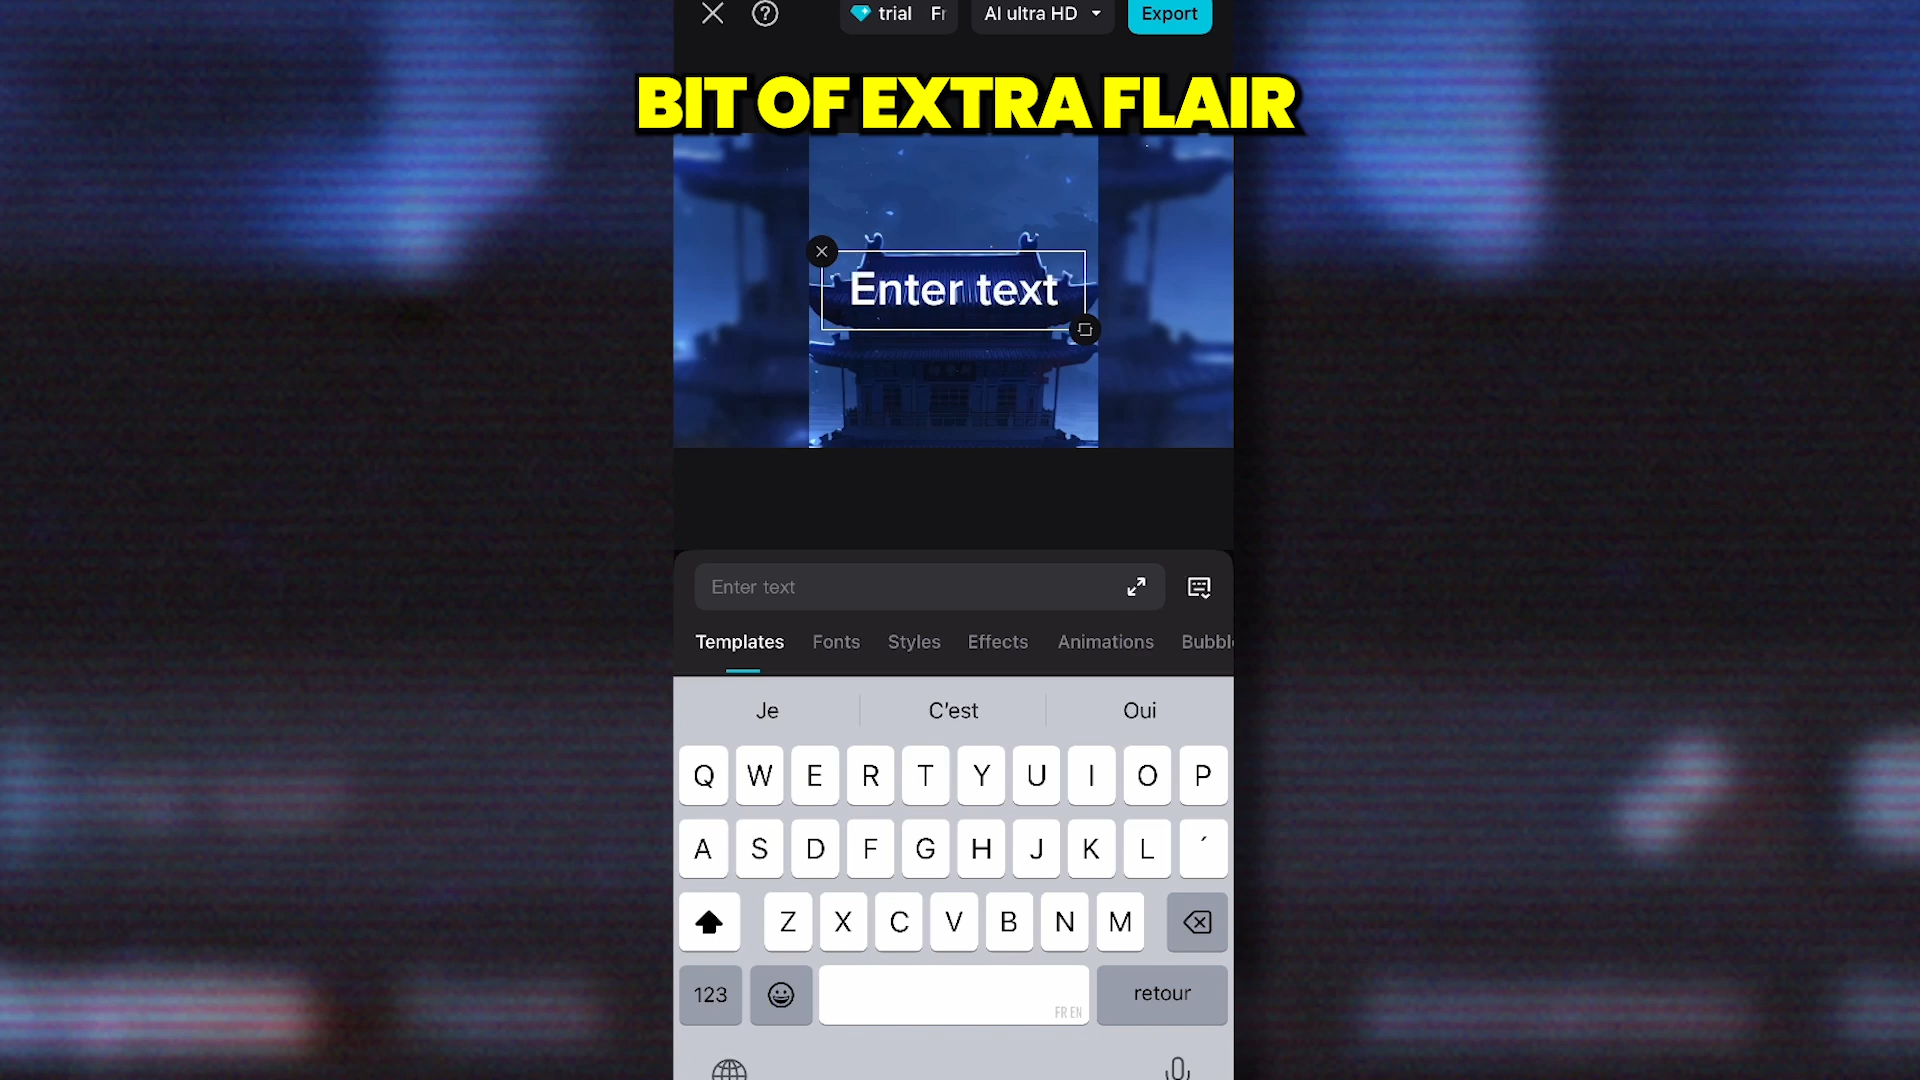 trial Fr AI ultra HD Export
BIT OF EXTRA FLAIR
Enter text
Enter text
Templates Fonts Styles Effects Animations Bubbl
Je C'est Oui
Q W E R T Y U I O P
A S D F G H J K L ´
Z X C V B N M
123 retour
FR EN